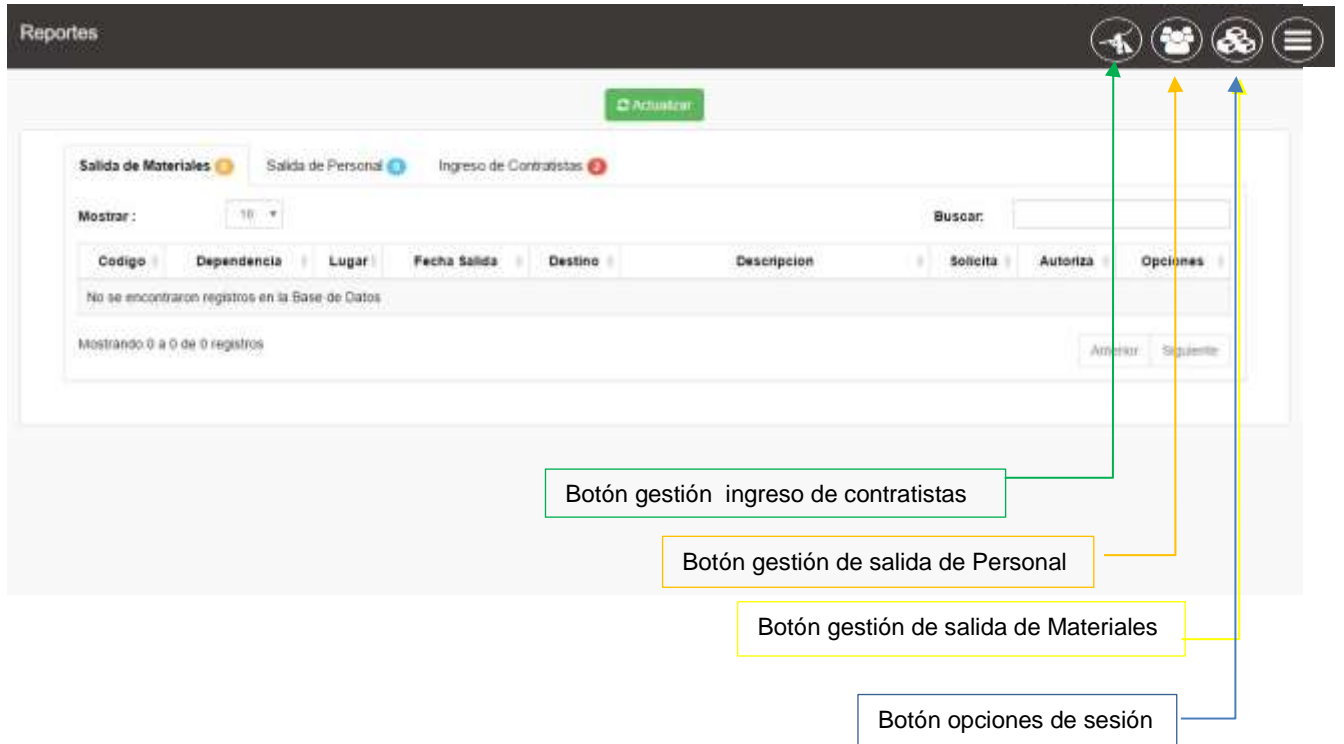 Reportes
Actualizar
Salida de Materiales Salida de Personal Ingreso de Contratistas
Mostrar : 10 Buscar:
Codigo Dependencia Lugar Fecha Salida Destino Descripcion Solicita Autoriza Opciones
No se encontraron registros en la Base de Datos
Mostrando 0 a 0 de 0 registros Anterior Siguiente
Botón gestión ingreso de contratistas
Botón gestión de salida de Personal
Botón gestión de salida de Materiales
Botón opciones de sesión